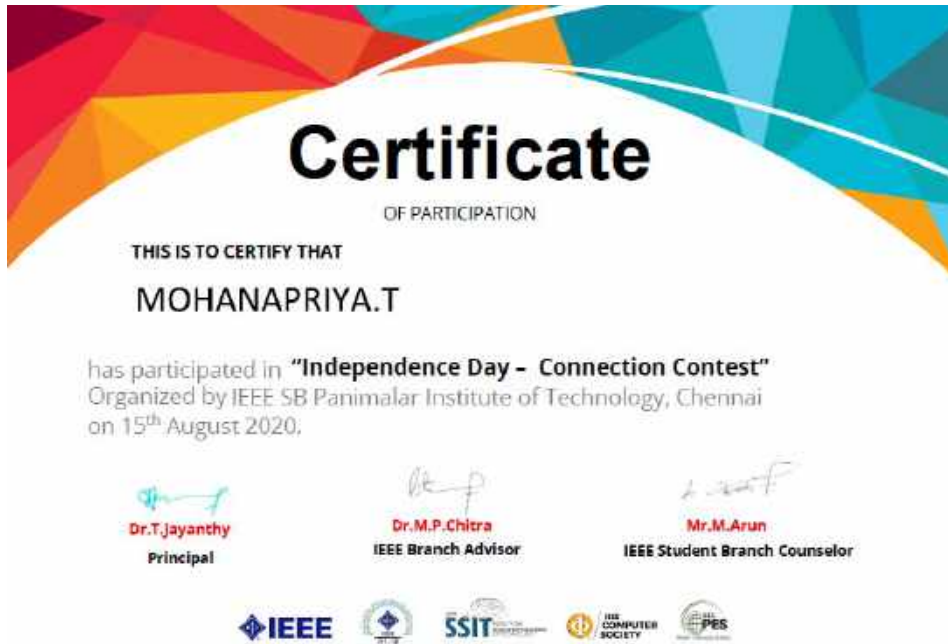 Certificate
OF PARTICIPATION
THIS IS TO CERTIFY THAT
MOHANAPRIYA.T
has participated in "Independence Day – Connection Contest"
Organized by IEEE SB Panimalar Institute of Technology, Chennai
on 15th August 2020.
Dr.T.Jayanthy Dr.M.P.Chitra Mr.M.Arun
Principal IEEE Branch Advisor IEEE Student Branch Counselor
IEEE SSIT IEEE COMPUTER SOCIETY PES